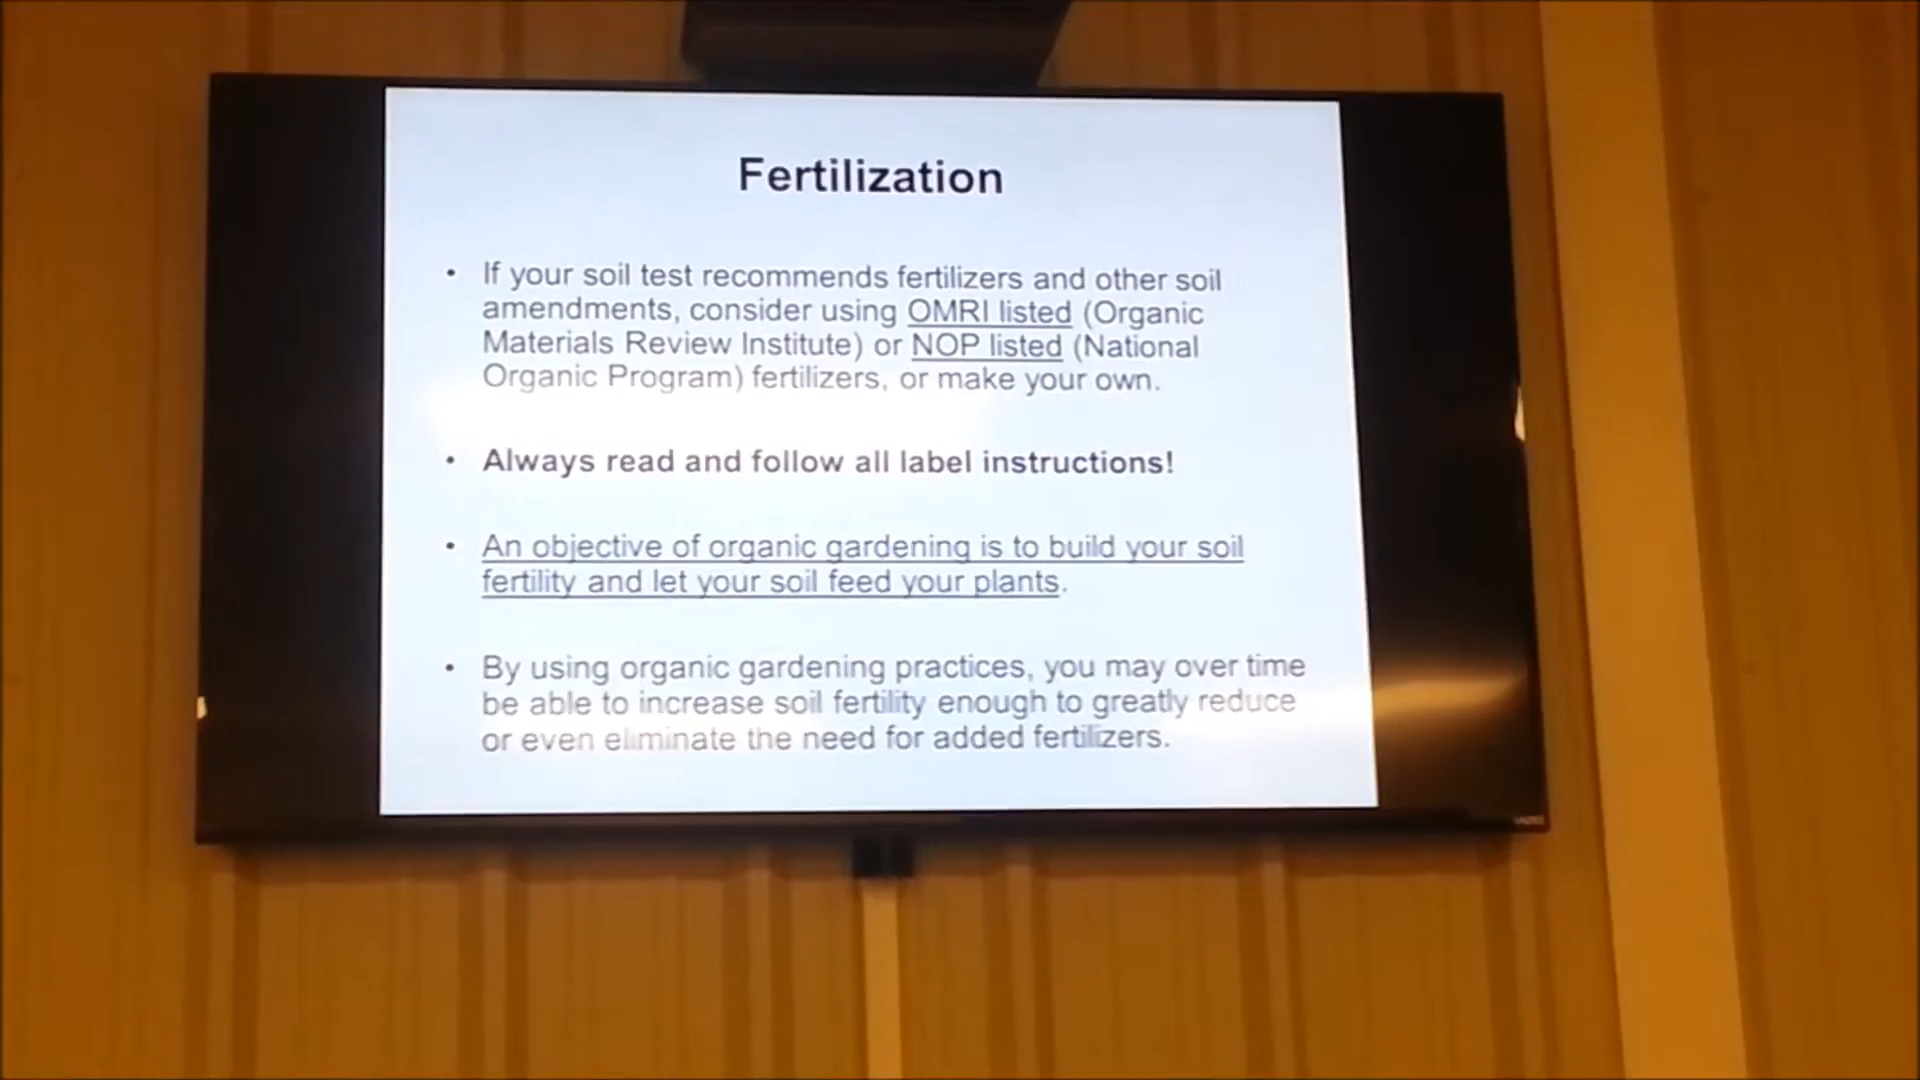 Fertilization
• If your soil test recommends fertilizers and other soil
amendments, consider using OMRI listed (Organic
Materials Review Institute) or NOP listed (National
Organic Program) fertilizers, or make your own.
• Always read and follow all label instructions!
• An objective of organic gardening is to build your soil
fertility and let your soil feed your plants.
• By using organic gardening practices, you may over time
be able to increase soil fertility enough to greatly reduce
or even eliminate the need for added fertilizers.